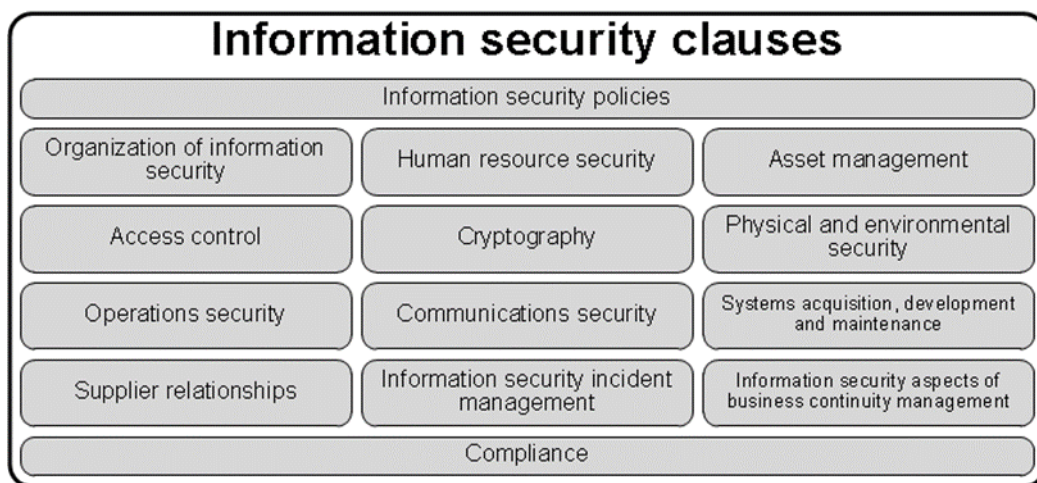 Information security clauses
Information security policies
Organization of information
security
Human resource security
Asset management
Access control
Cryptography
Physical and environmental
security
Operations security
Communications security
Systems acquisition, development
and maintenance
Supplier relationships
Information security incident
management
Information security aspects of
business continuity management
Compliance